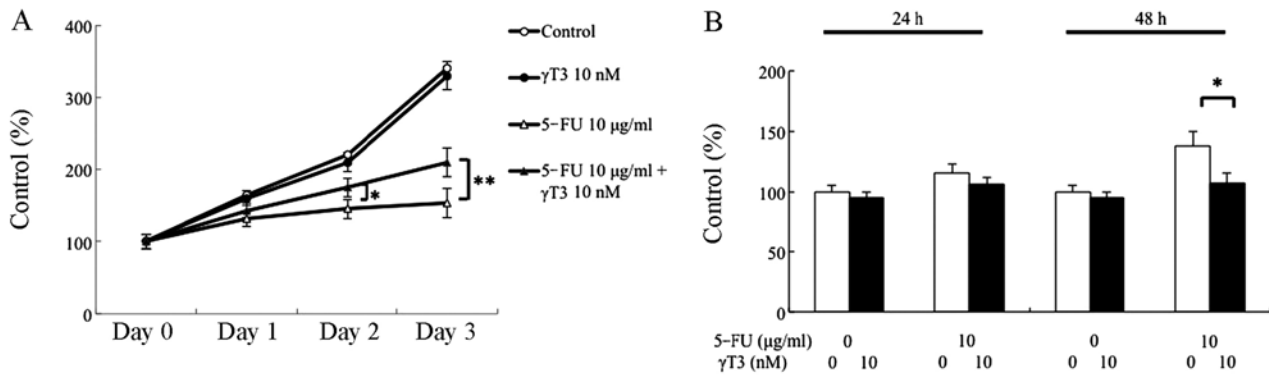 A
Control (%)
400
300
200
100
0
Day 0 Day 1 Day 2 Day 3
Control
γT3 10 nM
5-FU 10 μg/ml
5-FU 10 μg/ml +
γT3 10 nM
*
**
B
24 h 48 h
Control (%)
200
150
100
50
0
*
5-FU (μg/ml) 0 10 0 10
γT3 (nM) 0 10 0 10 0 10 0 10